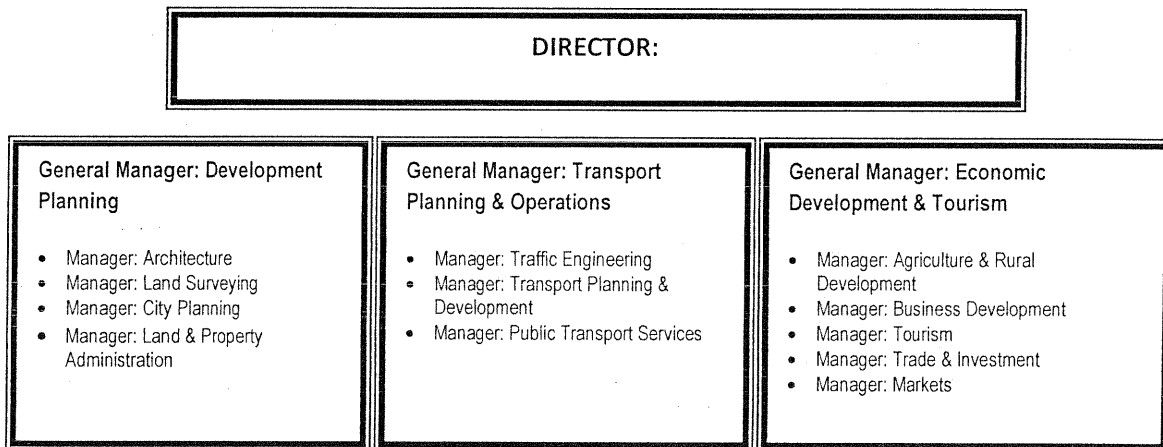 DIRECTOR:
General Manager: Development
Planning
• Manager: Architecture
• Manager: Land Surveying
• Manager: City Planning
• Manager: Land & Property
Administration
General Manager: Transport
Planning & Operations
• Manager: Traffic Engineering
• Manager: Transport Planning &
Development
• Manager: Public Transport Services
General Manager: Economic
Development & Tourism
• Manager: Agriculture & Rural
Development
• Manager: Business Development
• Manager: Tourism
• Manager: Trade & Investment
• Manager: Markets